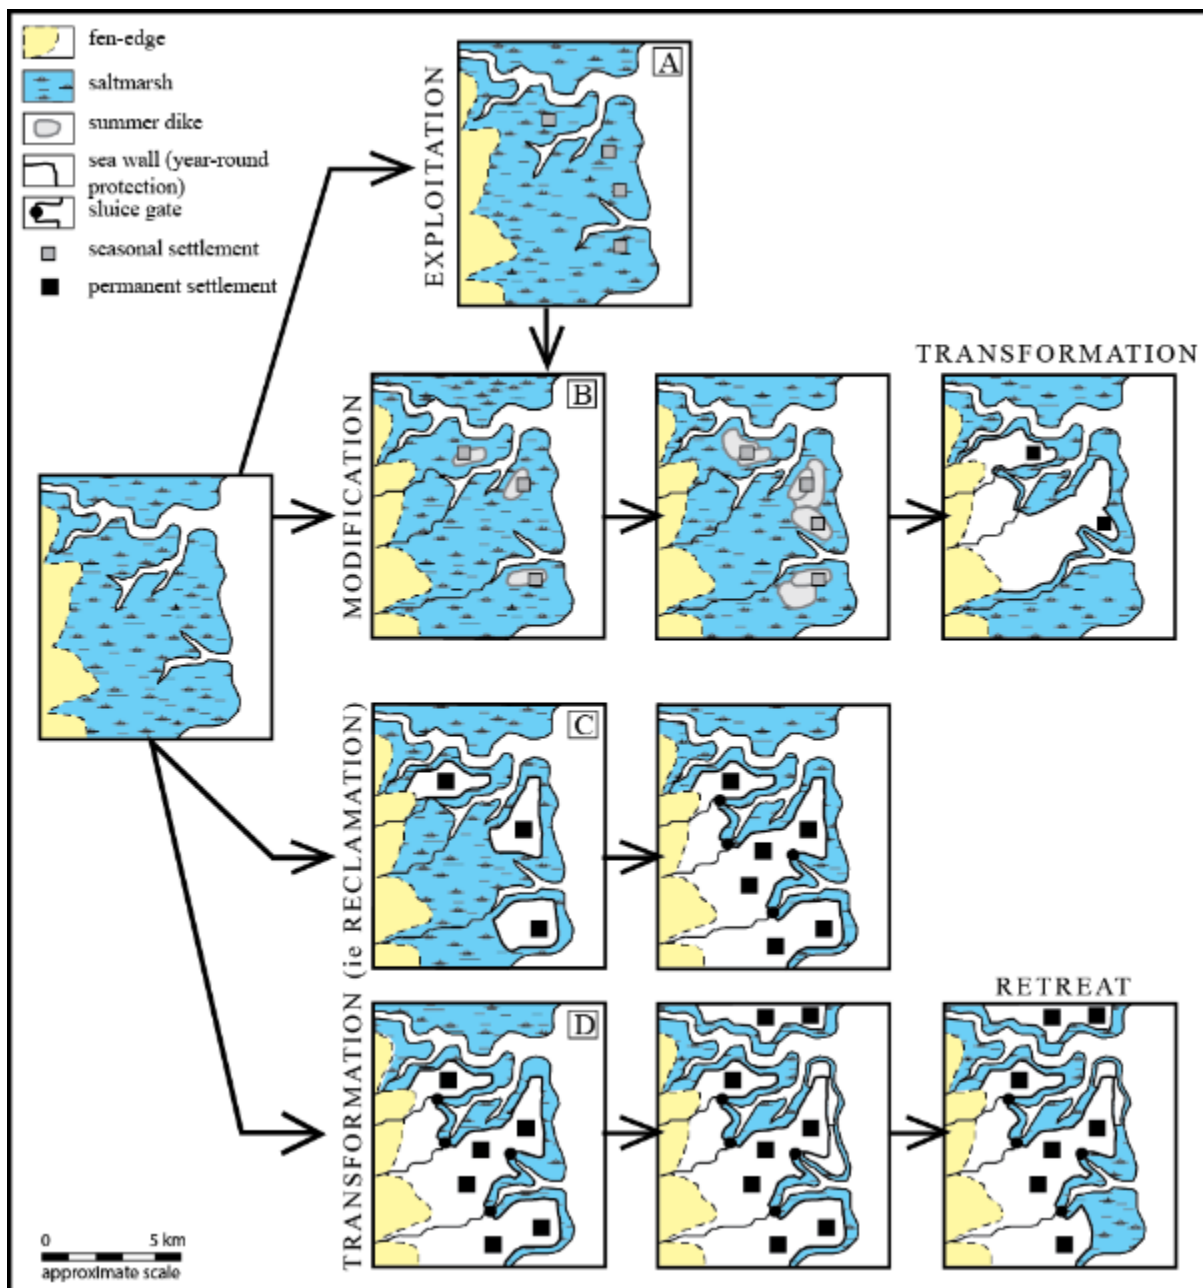 fen-edge
saltmarsh
summer dike
sea wall (year-round
protection)
sluice gate
seasonal settlement
permanent settlement
EXPLOITATION
A
MODIFICATION
B
TRANSFORMATION
TRANSFORMATION (ie RECLAMATION)
C
D
RETREAT
0 5 km
approximate scale